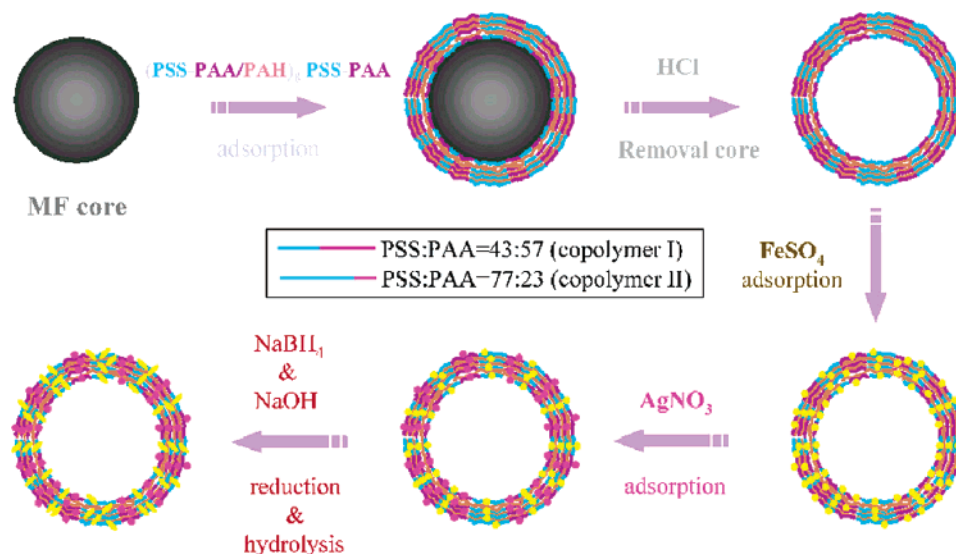 (PSS-PAA/PAH)₅ PSS-PAA
adsorption
HCl
Removal core
MF core
PSS:PAA=43:57 (copolymer I)
PSS:PAA=77:23 (copolymer II)
FeSO₄
adsorption
NaBH₄
&
NaOH
reduction
&
hydrolysis
AgNO₃
adsorption